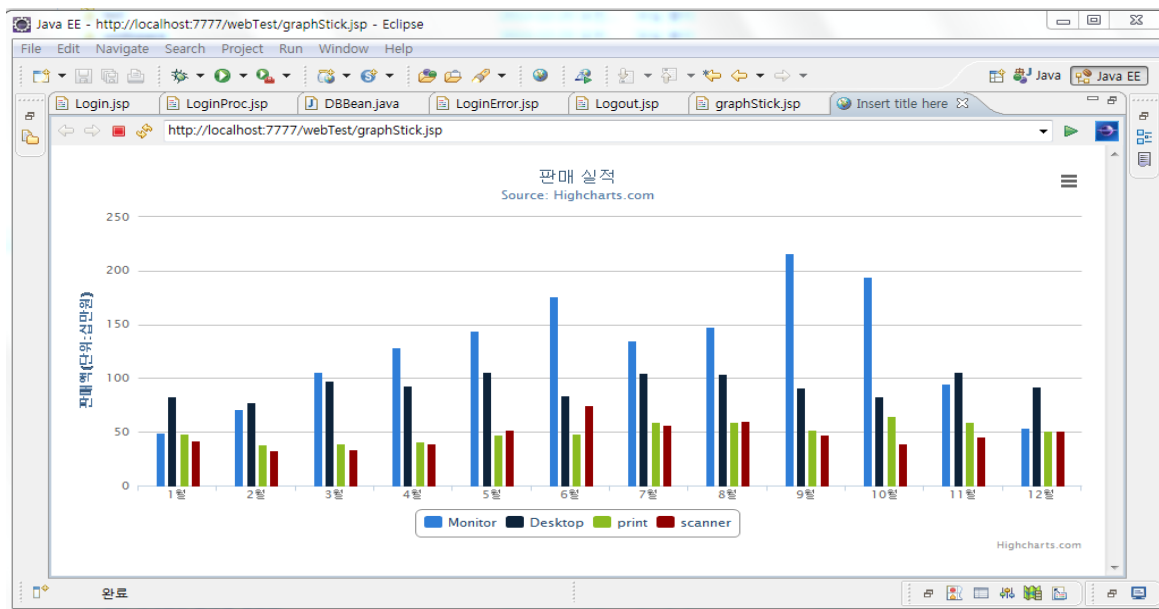 Java EE - http://localhost:7777/webTest/graphStick.jsp - Eclipse
File Edit Navigate Search Project Run Window Help
Java Java EE
Login.jsp LoginProc.jsp DBBean.java LoginError.jsp Logout.jsp graphStick.jsp Insert title here
http://localhost:7777/webTest/graphStick.jsp
판매 실적
Source: Highcharts.com
250
200
150
100
50
0
판매액(단위:십만원)
1월 2월 3월 4월 5월 6월 7월 8월 9월 10월 11월 12월
Monitor Desktop print scanner
Highcharts.com
완료